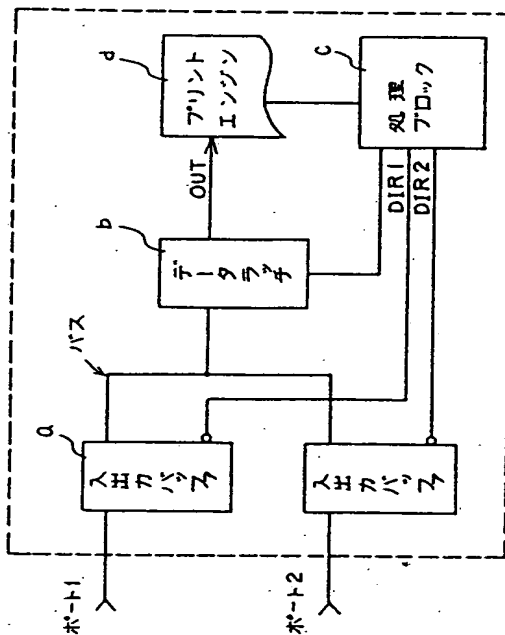 ポート1
ポート2
a
入出力バッファ
入出力バッファ
バス
b
データラッチ
OUT
d
プリント
エンジン
DIR1
DIR2
c
処理
ブロック